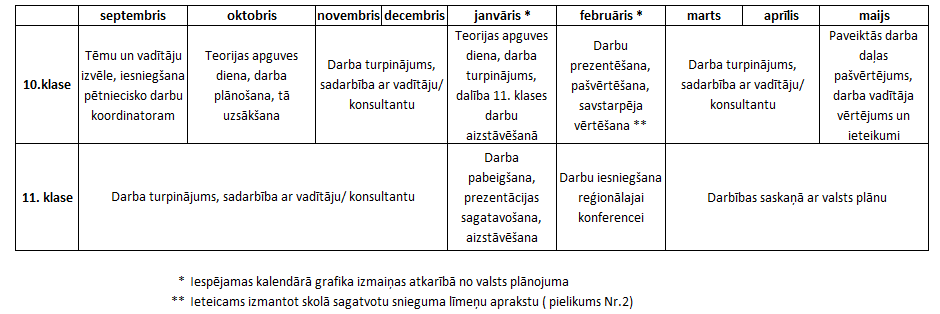 septembris oktobris novembris decembris janvāris * februāris * marts aprīlis maijs
10.klase
Tēmu un vadītāju
izvēle, iesniegšana
pētniecisko darbu
koordinatoram
Teorijas apguves
diena, darba
plānošana, tā
uzsākšana
Darba turpinājums,
sadarbība ar vadītāju/
konsultantu
Teorijas apguves
diena, darba
turpinājums,
dalība 11. klases
darbu
aizstāvēšanā
Darbu
prezentēšana,
pašvērtēšana,
savstarpēja
vērtēšana **
Darba turpinājums,
sadarbība ar vadītāju/
konsultantu
Paveiktās darba
daļas
pašvērtējums,
darba vadītāja
vērtējums un
ieteikumi
11. klase
Darba turpinājums, sadarbība ar vadītāju/ konsultantu
Darba
pabeigšana,
prezentācijas
sagatavošana,
aizstāvēšana
Darbu iesniegšana
reģionālajai
konferencei
Darbības saskaņā ar valsts plānu
* Iespējamas kalendārā grafika izmaiņas atkarībā no valsts plānojuma
** Ieteicams izmantot skolā sagatvotu snieguma līmeņu aprakstu ( pielikums Nr.2)